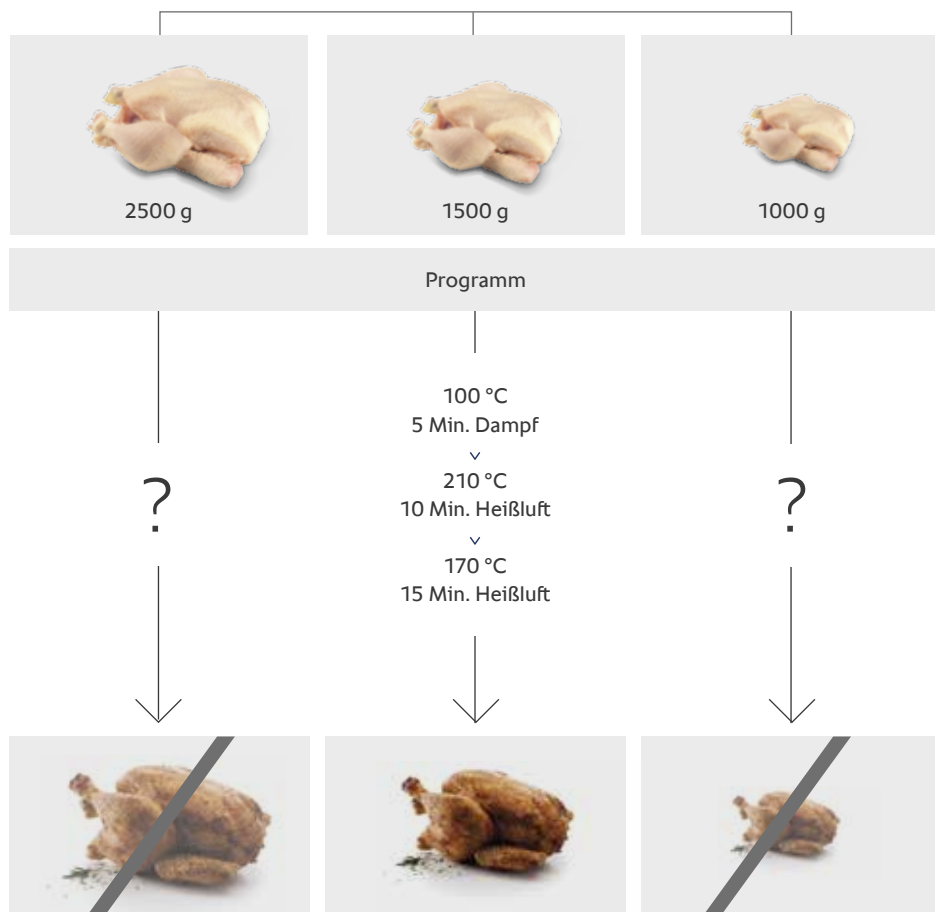 2500 g
1500 g
1000 g
Programm
100 °C
5 Min. Dampf
210 °C
10 Min. Heißluft
170 °C
15 Min. Heißluft
?
?